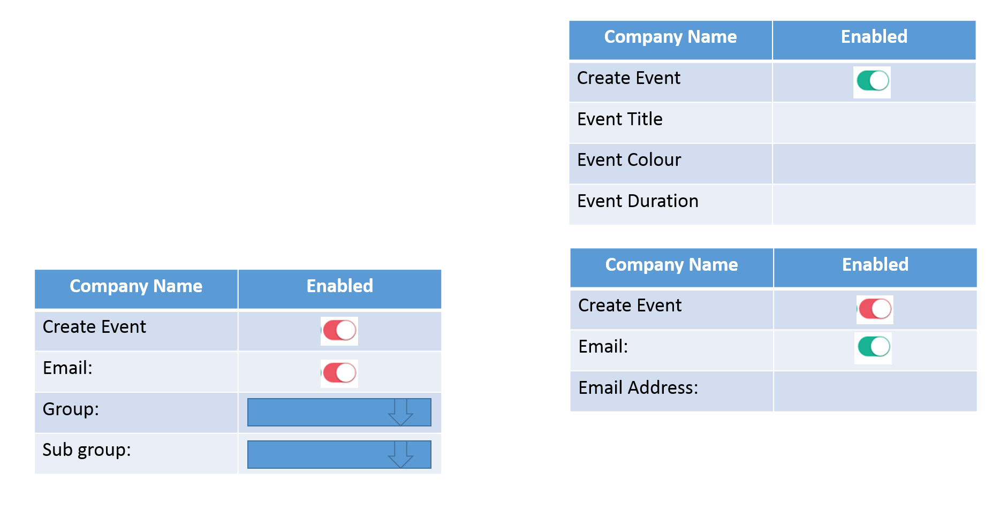 Company Name Enabled
Create Event
Event Title
Event Colour
Event Duration
Company Name Enabled
Create Event
Email:
Email Address:
Company Name Enabled
Create Event
Email:
Group:
Sub group: